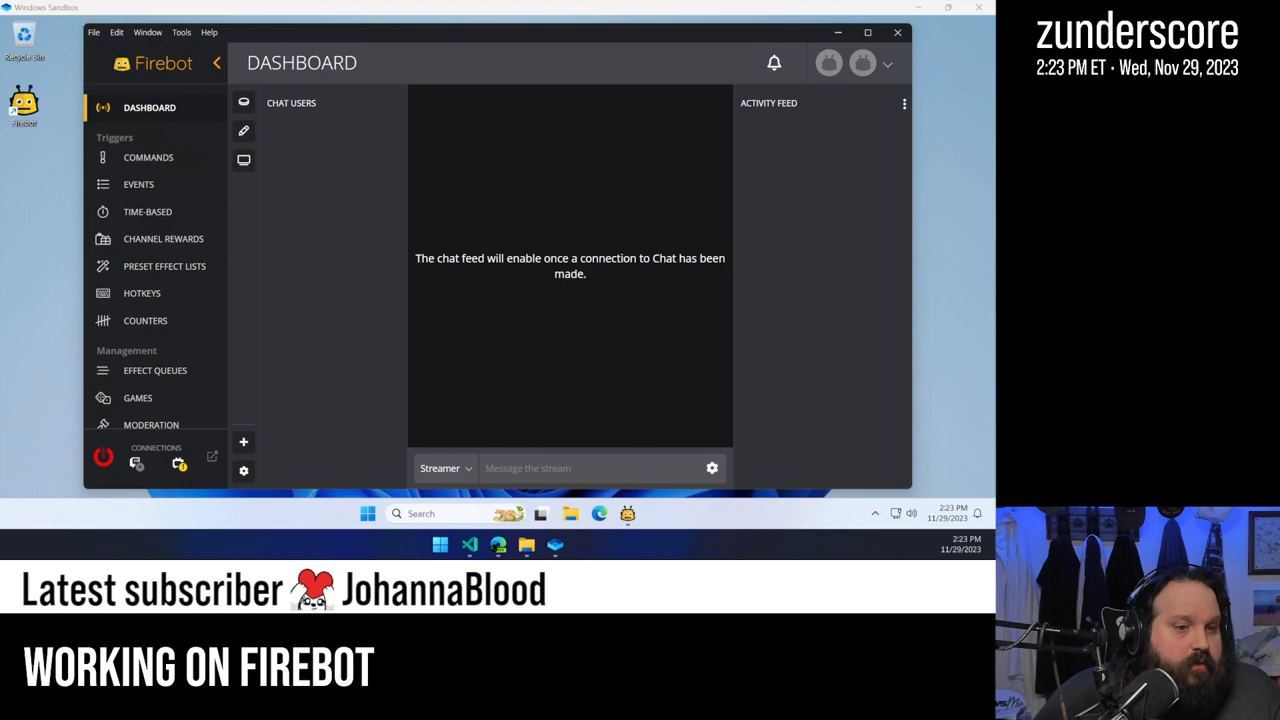 Windows Sandbox
Recycle Bin
Firebot
File Edit Window Tools Help
Firebot
DASHBOARD
DASHBOARD
Triggers
COMMANDS
EVENTS
TIME-BASED
CHANNEL REWARDS
PRESET EFFECT LISTS
HOTKEYS
COUNTERS
Management
EFFECT QUEUES
GAMES
MODERATION
CONNECTIONS
CHAT USERS
The chat feed will enable once a connection to Chat has been
made.
Streamer
Message the stream
ACTIVITY FEED
Search
2:23 PM
11/29/2023
2:23 PM
11/29/2023
zunderscore
2:23 PM ET · Wed, Nov 29, 2023
Latest subscriber JohannaBlood
WORKING ON FIREBOT